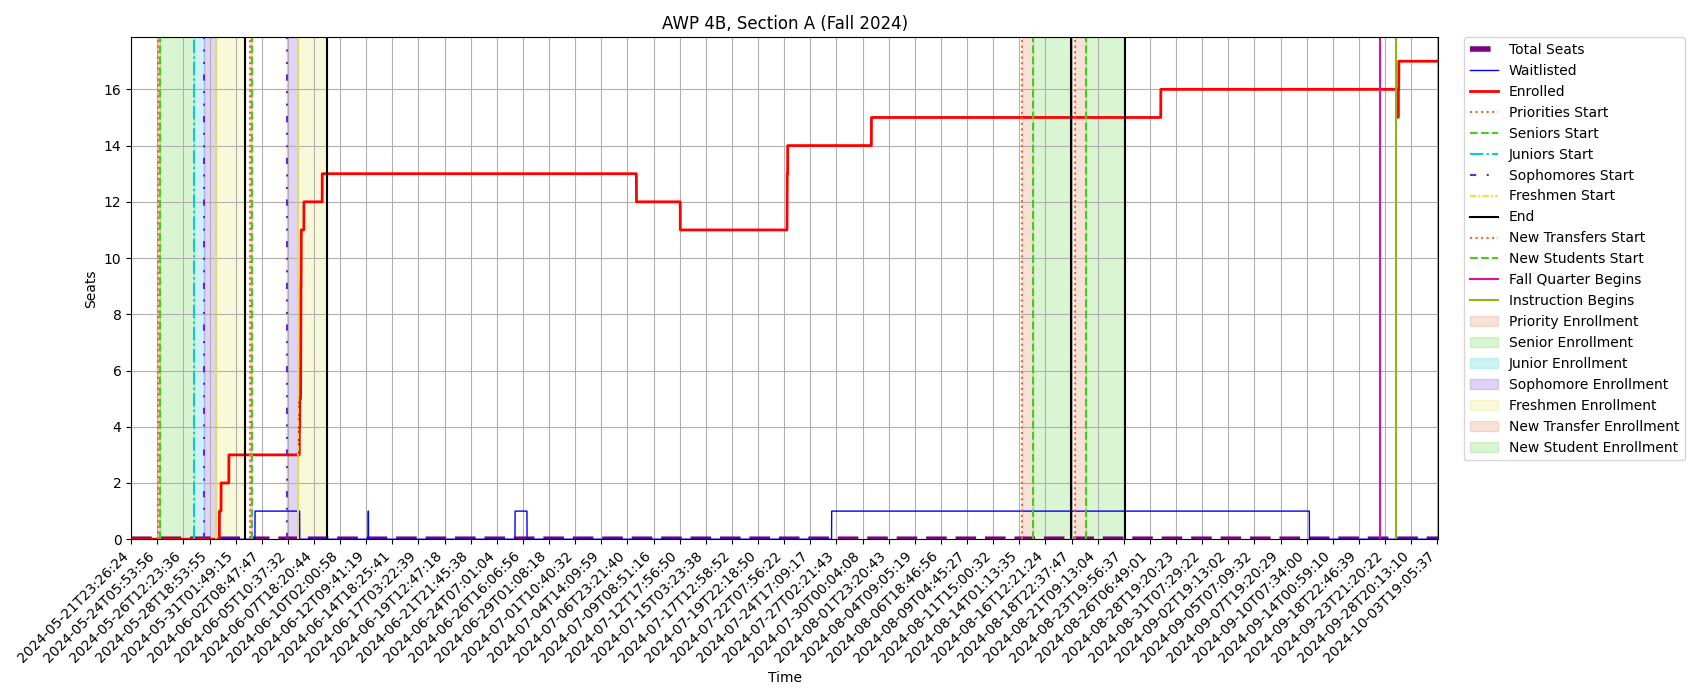 AWP 4B, Section A (Fall 2024)
Seats
16
14
12
10
8
6
4
2
0
2024-05-21T23:26:24
2024-05-24T05:53:56
2024-05-26T12:23:36
2024-05-28T18:53:55
2024-05-31T01:49:15
2024-06-02T08:47:47
2024-06-05T10:37:32
2024-06-07T18:20:44
2024-06-10T02:00:58
2024-06-12T09:41:19
2024-06-14T18:25:41
2024-06-17T03:22:39
2024-06-19T12:47:18
2024-06-21T21:45:38
2024-06-24T07:01:04
2024-06-26T16:06:56
2024-06-29T01:08:18
2024-07-01T10:40:32
2024-07-04T14:09:59
2024-07-06T23:21:40
2024-07-09T08:51:16
2024-07-12T17:56:50
2024-07-15T03:23:38
2024-07-17T12:58:52
2024-07-19T22:18:50
2024-07-22T07:56:22
2024-07-24T17:09:17
2024-07-27T02:21:43
2024-07-30T00:04:08
2024-08-01T23:20:43
2024-08-04T09:05:19
2024-08-06T18:46:56
2024-08-09T04:45:27
2024-08-11T15:00:32
2024-08-14T01:13:35
2024-08-16T12:21:24
2024-08-18T22:37:47
2024-08-21T09:13:04
2024-08-23T19:56:37
2024-08-26T06:49:01
2024-08-28T19:20:23
2024-08-31T07:29:22
2024-09-02T19:13:02
2024-09-05T07:09:32
2024-09-07T19:20:29
2024-09-10T07:34:00
2024-09-14T00:59:10
2024-09-18T22:46:39
2024-09-23T21:20:22
2024-09-28T20:13:10
2024-10-03T19:05:37
Time
Total Seats
Waitlisted
Enrolled
Priorities Start
Seniors Start
Juniors Start
Sophomores Start
Freshmen Start
End
New Transfers Start
New Students Start
Fall Quarter Begins
Instruction Begins
Priority Enrollment
Senior Enrollment
Junior Enrollment
Sophomore Enrollment
Freshmen Enrollment
New Transfer Enrollment
New Student Enrollment